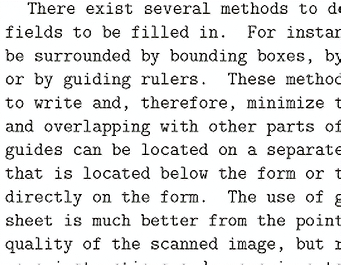 There exist several methods to
fields to be filled in. For
be surrounded by bounding boxes, by
or by guiding rulers. These
to write and, therefore, minimize
and overlapping with other parts of
guides can be located on a separate
that is located below the form or
directly on the form. The use of
sheet is much better from the point
quality of the scanned image, but